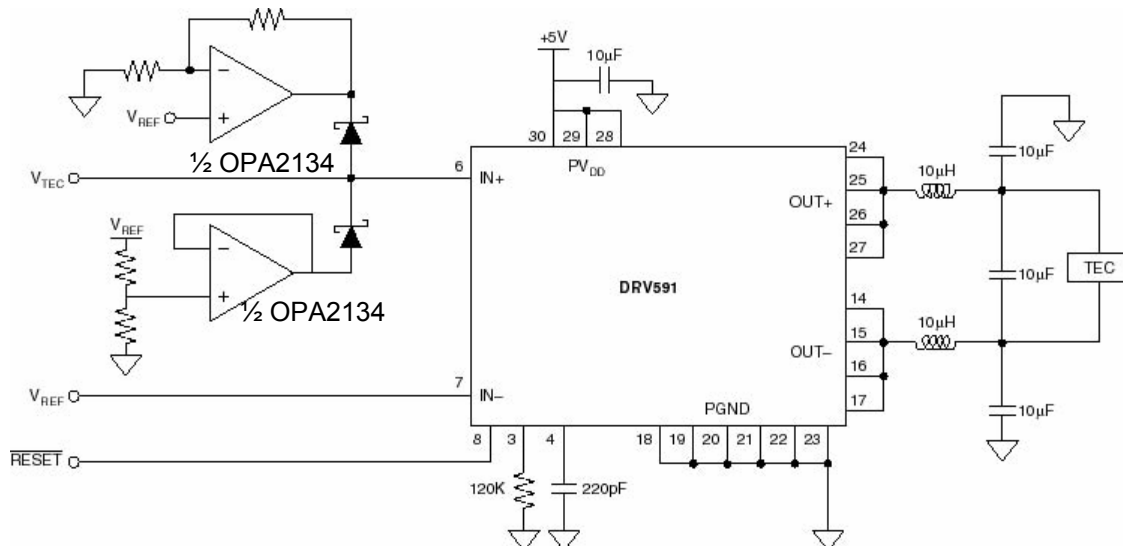 +5V
10µF
V_REF
½ OPA2134
30 29 28
PV_DD
V_TEC
6 IN+
24
25
OUT+
26
27
10µH
10µF
V_REF
½ OPA2134
DRV591
10µF
TEC
14
15
OUT−
16
17
10µH
10µF
V_REF
7 IN−
PGND
8 3 4 18 19 20 21 22 23
RESET
120K
220pF